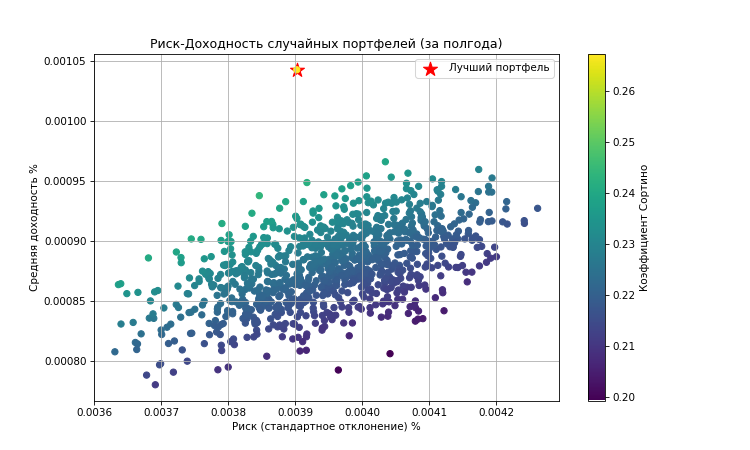 Риск-Доходность случайных портфелей (за полгода)
Лучший портфель
Средняя доходность %
0.00105
0.00100
0.00095
0.00090
0.00085
0.00080
0.0036 0.0037 0.0038 0.0039 0.0040 0.0041 0.0042
Риск (стандартное отклонение) %
0.26
0.25
0.24
0.23
0.22
0.21
0.20
Коэффициент Сортино